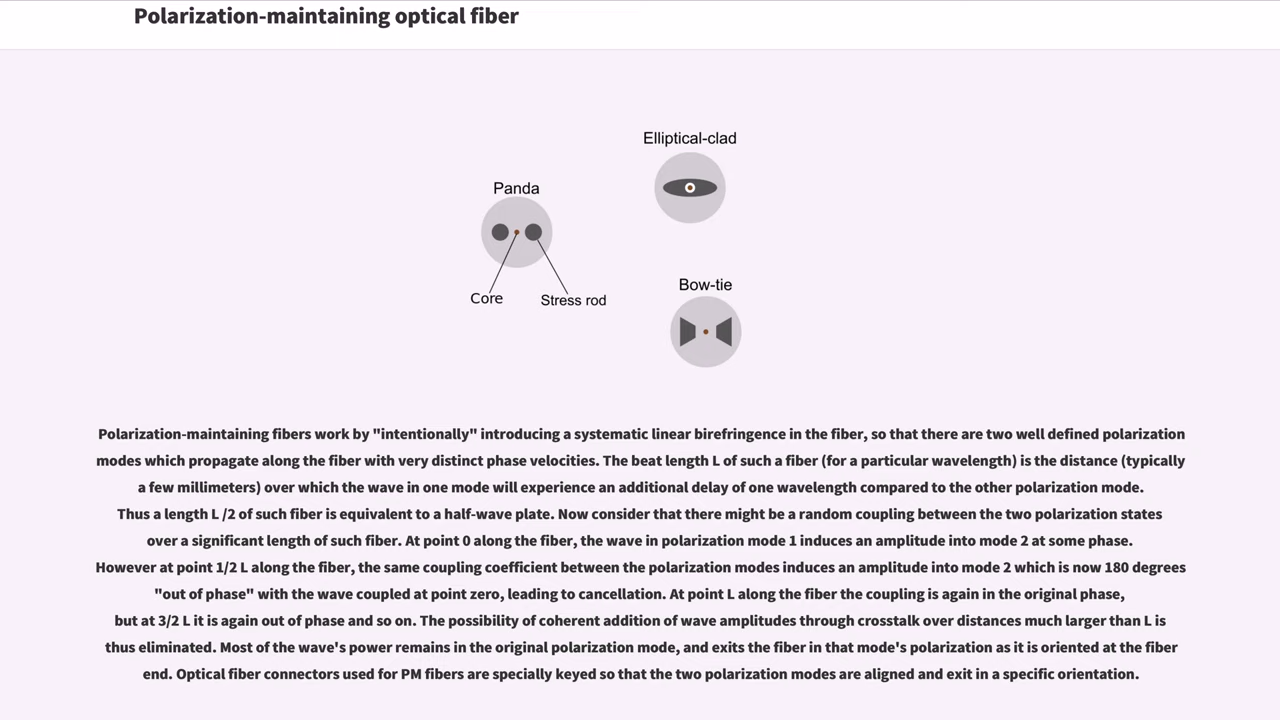 Polarization-maintaining optical fiber
Elliptical-clad
Panda
Core
Stress rod
Bow-tie
Polarization-maintaining fibers work by "intentionally" introducing a systematic linear birefringence in the fiber, so that there are two well defined polarization
modes which propagate along the fiber with very distinct phase velocities. The beat length L of such a fiber (for a particular wavelength) is the distance (typically
a few millimeters) over which the wave in one mode will experience an additional delay of one wavelength compared to the other polarization mode.
Thus a length L /2 of such fiber is equivalent to a half-wave plate. Now consider that there might be a random coupling between the two polarization states
over a significant length of such fiber. At point 0 along the fiber, the wave in polarization mode 1 induces an amplitude into mode 2 at some phase.
However at point 1/2 L along the fiber, the same coupling coefficient between the polarization modes induces an amplitude into mode 2 which is now 180 degrees
"out of phase" with the wave coupled at point zero, leading to cancellation. At point L along the fiber the coupling is again in the original phase,
but at 3/2 L it is again out of phase and so on. The possibility of coherent addition of wave amplitudes through crosstalk over distances much larger than L is
thus eliminated. Most of the wave's power remains in the original polarization mode, and exits the fiber in that mode's polarization as it is oriented at the fiber
end. Optical fiber connectors used for PM fibers are specially keyed so that the two polarization modes are aligned and exit in a specific orientation.